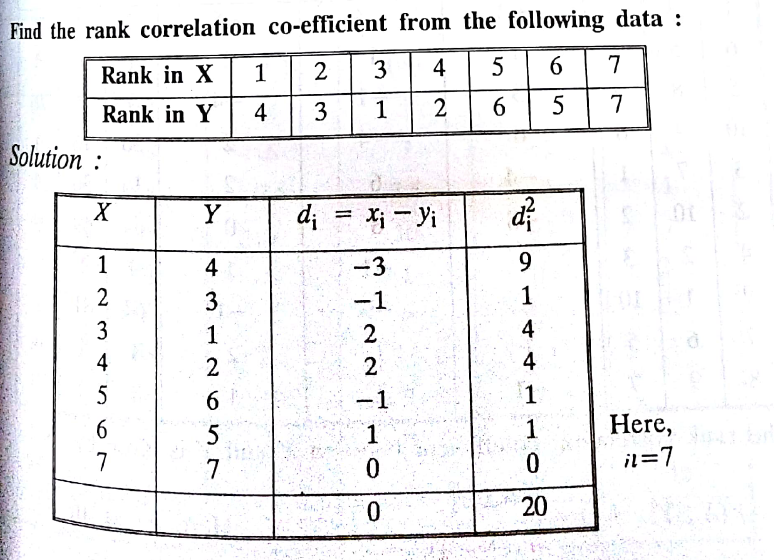 Find the rank correlation co-efficient from the following data :
Rank in X 1 2 3 4 5 6 7
Rank in Y 4 3 1 2 6 5 7
Solution :
X Y dᵢ = xᵢ − yᵢ dᵢ²
1 4 −3 9
2 3 −1 1
3 1 2 4
4 2 2 4
5 6 −1 1
6 5 1 1 Here,
7 7 0 0 n=7
0 20